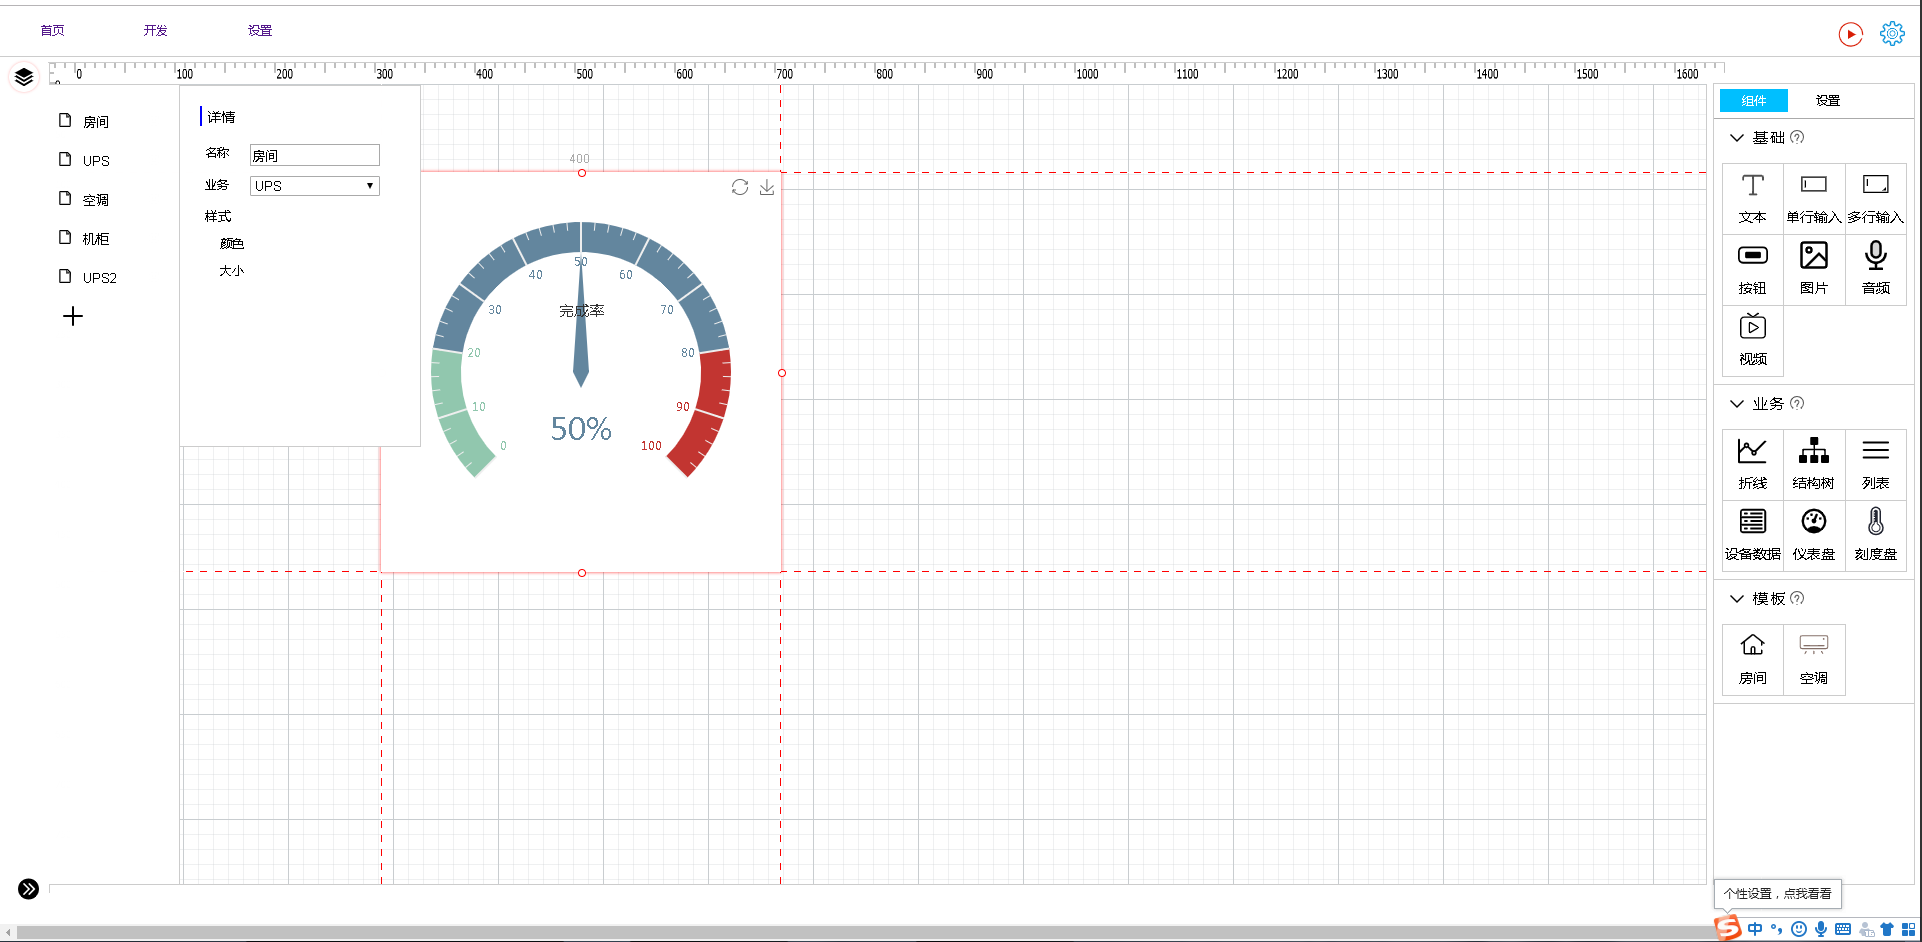 首页 开发 设置
0 100 200 300 400 500 600 700 800 900 1000 1100 1200 1300 1400 1500 1600
房间
UPS
空调
机柜
UPS2
详情
名称 房间
业务 UPS
样式
颜色
大小
400
50
40 60
完成率
30 70
20 80
10 90
50%
0 100
组件 设置
基础
文本 单行输入 多行输入
按钮 图片 音频
视频
业务
折线 结构树 列表
设备数据 仪表盘 刻度盘
模板
房间 空调
个性设置，点我看看
S 中